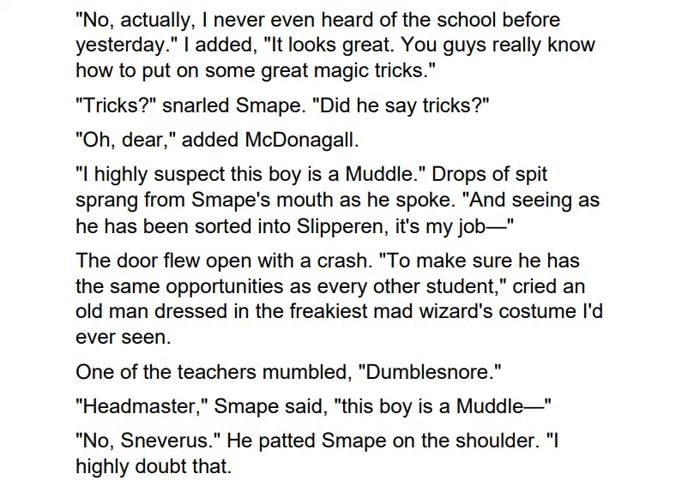 "No, actually, I never even heard of the school before
yesterday." I added, "It looks great. You guys really know
how to put on some great magic tricks."
"Tricks?" snarled Smape. "Did he say tricks?"
"Oh, dear," added McDonagall.
"I highly suspect this boy is a Muddle." Drops of spit
sprang from Smape's mouth as he spoke. "And seeing as
he has been sorted into Slipperen, it's my job—"
The door flew open with a crash. "To make sure he has
the same opportunities as every other student," cried an
old man dressed in the freakiest mad wizard's costume I'd
ever seen.
One of the teachers mumbled, "Dumblesnore."
"Headmaster," Smape said, "this boy is a Muddle—"
"No, Sneverus." He patted Smape on the shoulder. "I
highly doubt that.